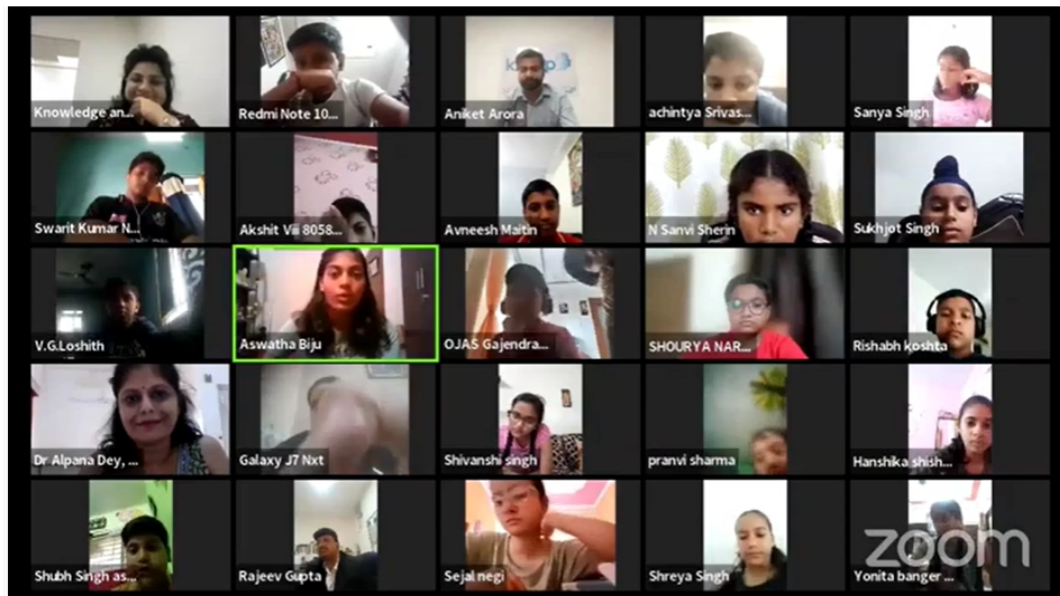 Knowledge an...
Redmi Note 10...
Aniket Arora
achintya Srivas...
Sanya Singh
Swarit Kumar N...
Akshit Viii 8058...
Avneesh Maitin
N Sanvi Sherin
Sukhjot Singh
V.G.Loshith
Aswatha Biju
OJAS Gajendra...
SHOURYA NAR...
Rishabh koshta
Dr Alpana Dey, ...
Galaxy J7 Nxt
Shivanshi singh
pranvi sharma
Hanshika shish...
Shubh Singh as...
Rajeev Gupta
Sejal negi
Shreya Singh
Yonita banger ...
zoom